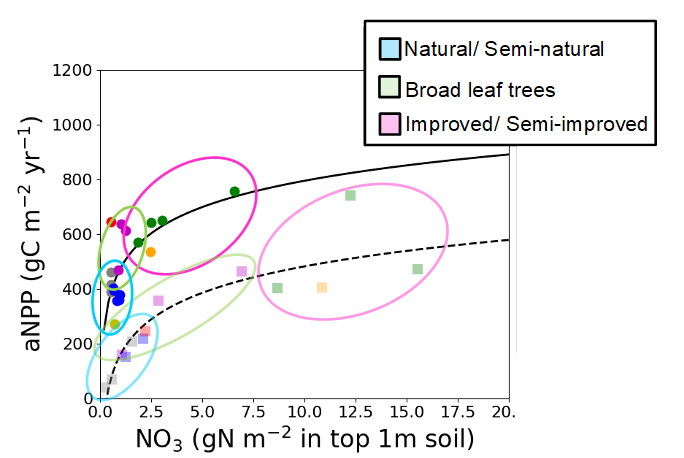 Natural/ Semi-natural
Broad leaf trees
Improved/ Semi-improved
1200
1000
800
600
400
200
0
aNPP (gC m⁻² yr⁻¹)
0.0 2.5 5.0 7.5 10.0 12.5 15.0 17.5 20.
NO₃ (gN m⁻² in top 1m soil)